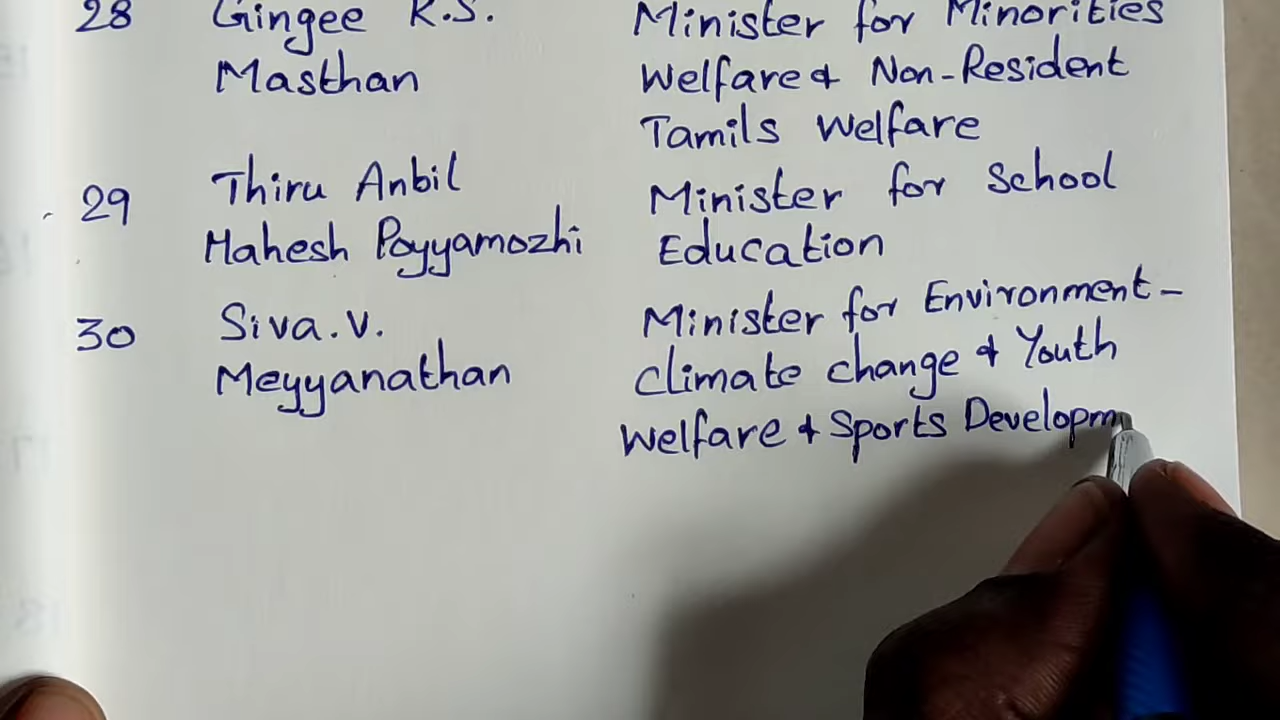 28 Gingee K.S. Minister for Minorities
Masthan Welfare & Non-Resident
Tamils Welfare
29 Thiru Anbil Minister for School
Mahesh Poyyamozhi Education
30 Siva.V. Minister for Environment-
Meyyanathan climate change & Youth
Welfare & Sports Developm